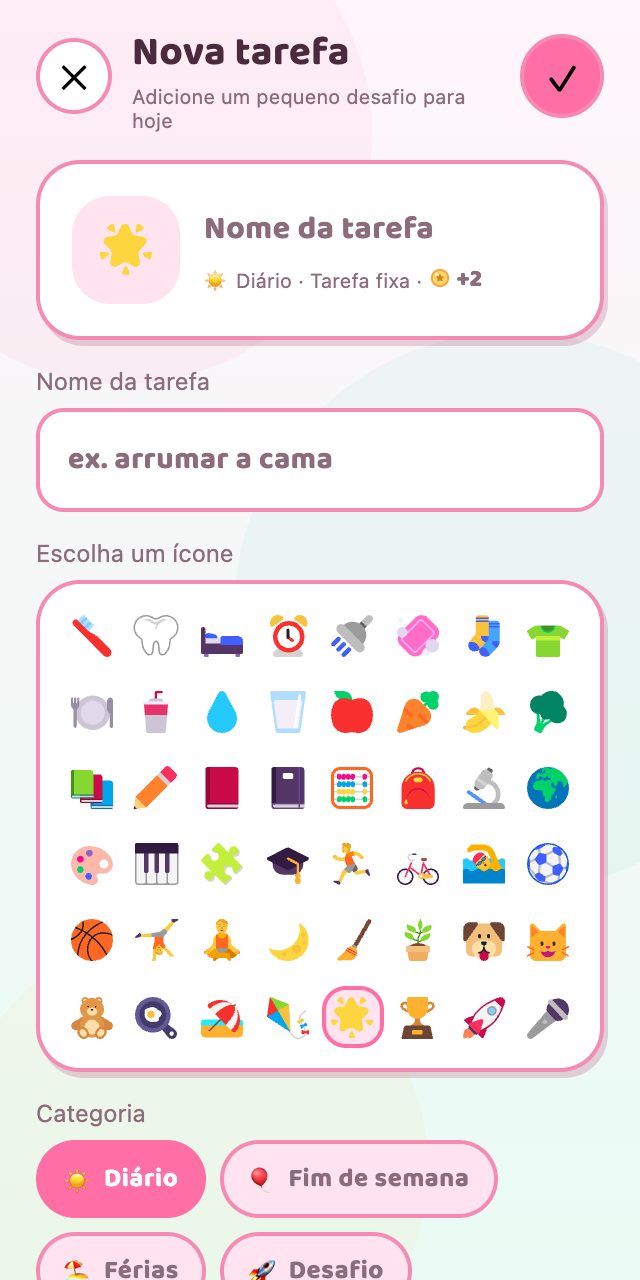 Nova tarefa
Adicione um pequeno desafio para
hoje
Nome da tarefa
Diário · Tarefa fixa · +2
Nome da tarefa
ex. arrumar a cama
Escolha um ícone
Categoria
Diário
Fim de semana
Férias
Desafio